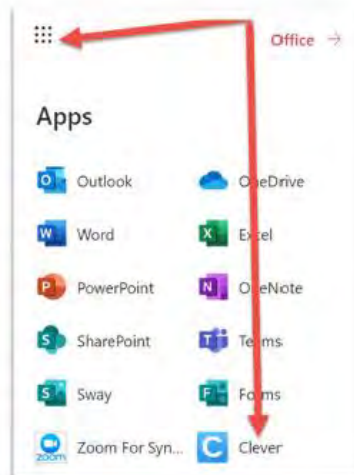 Office →
Apps
Outlook OneDrive
Word Excel
PowerPoint OneNote
SharePoint Teams
Sway Forms
Zoom For Syn... Clever